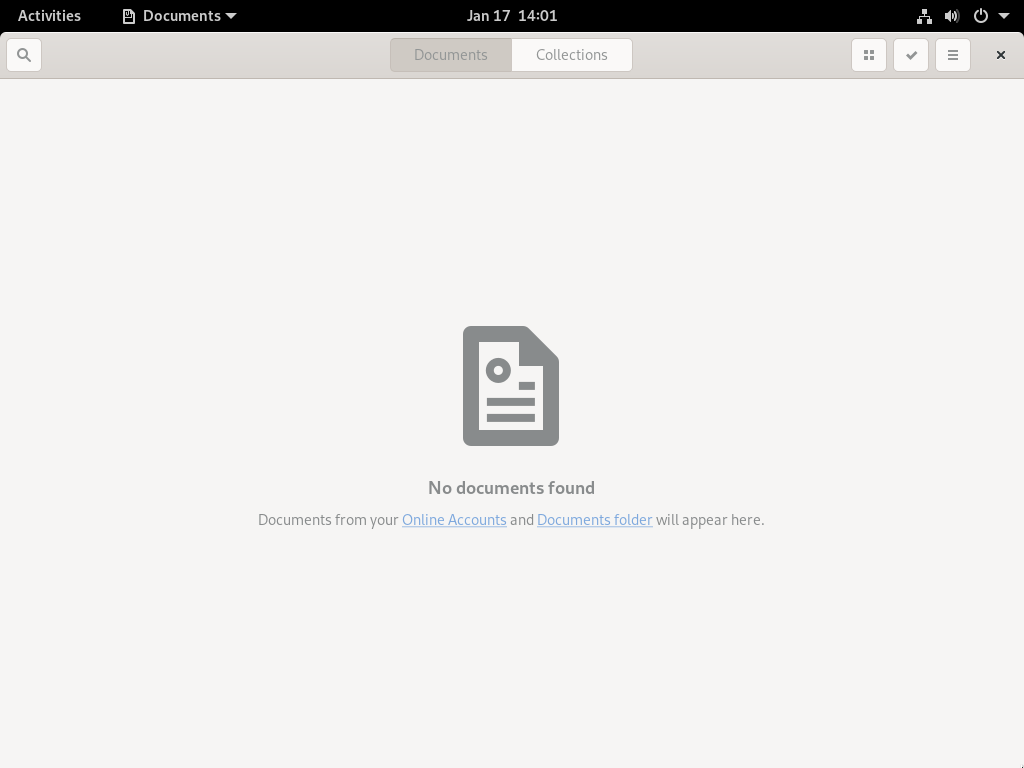 Activities Documents Jan 17 14:01
Documents Collections
No documents found
Documents from your Online Accounts and Documents folder will appear here.